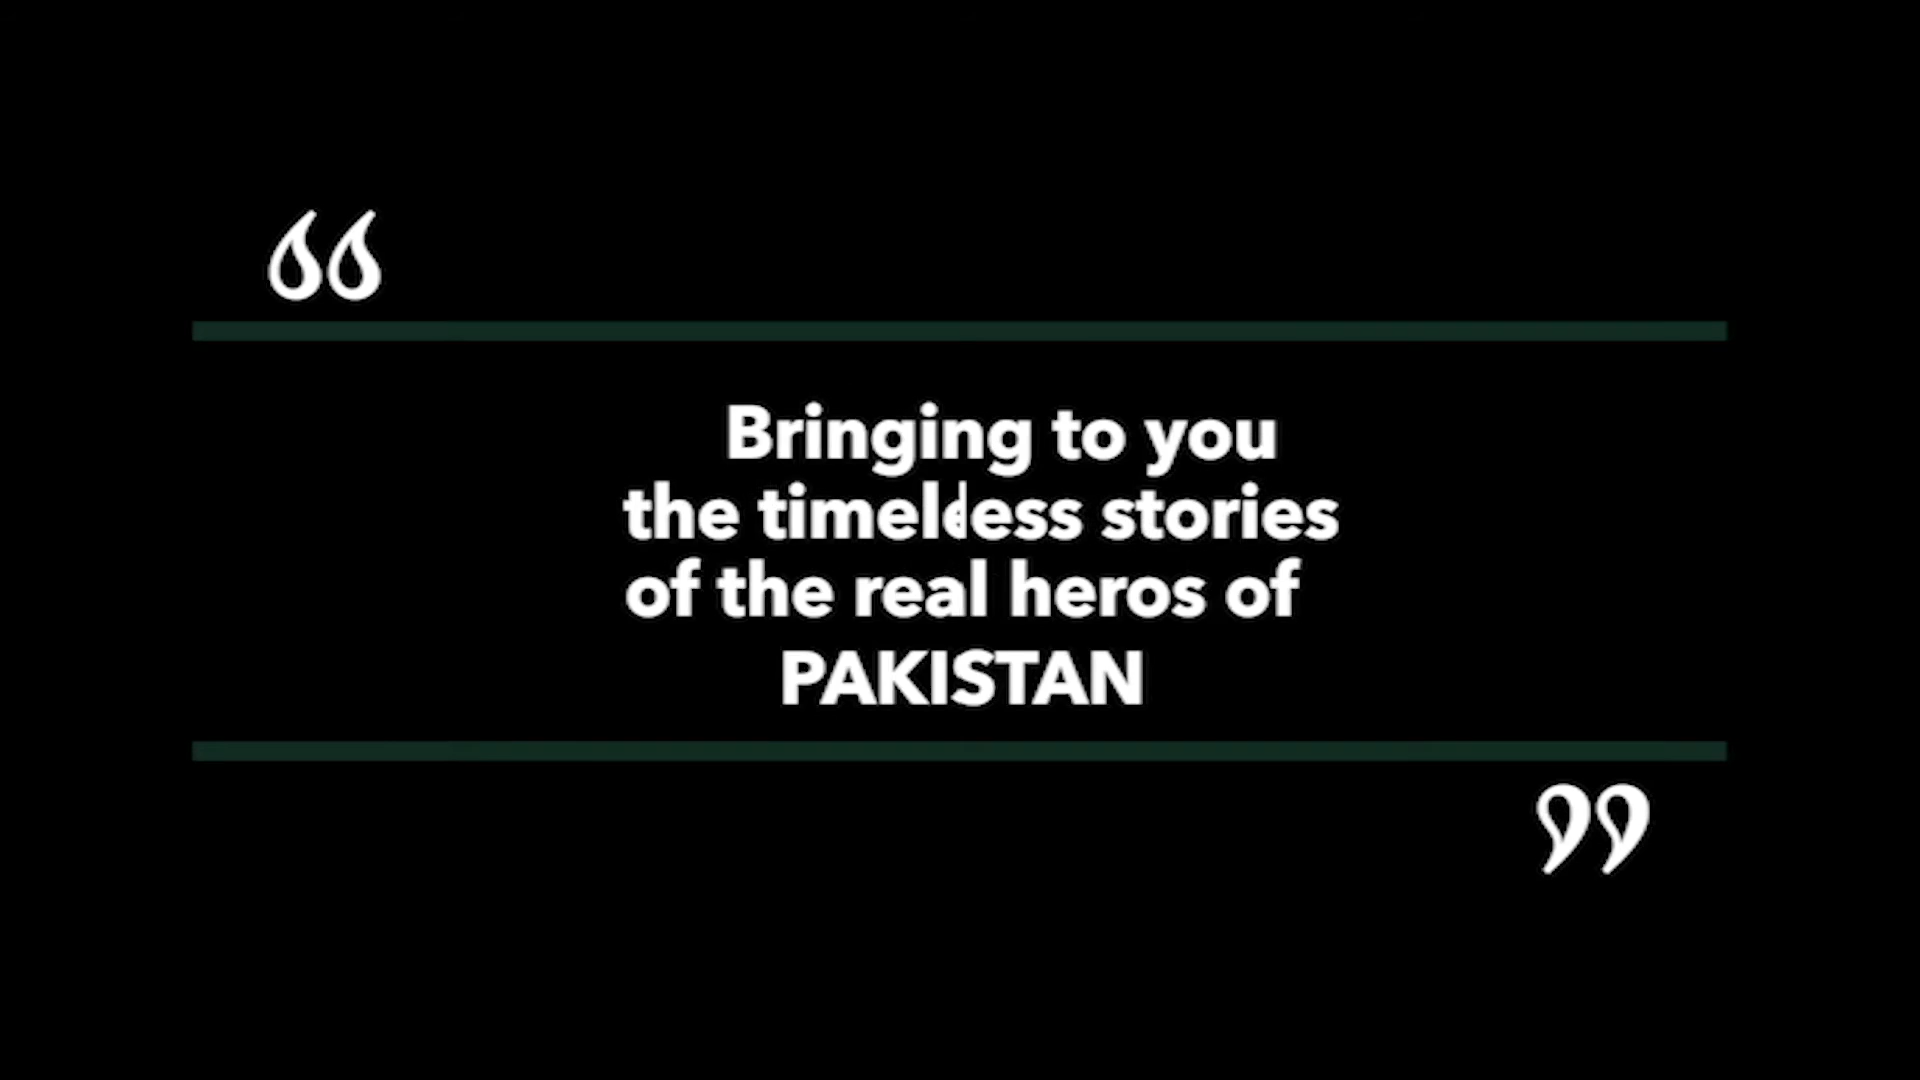 “
Bringing to you
the timeless stories
of the real heros of
PAKISTAN
”